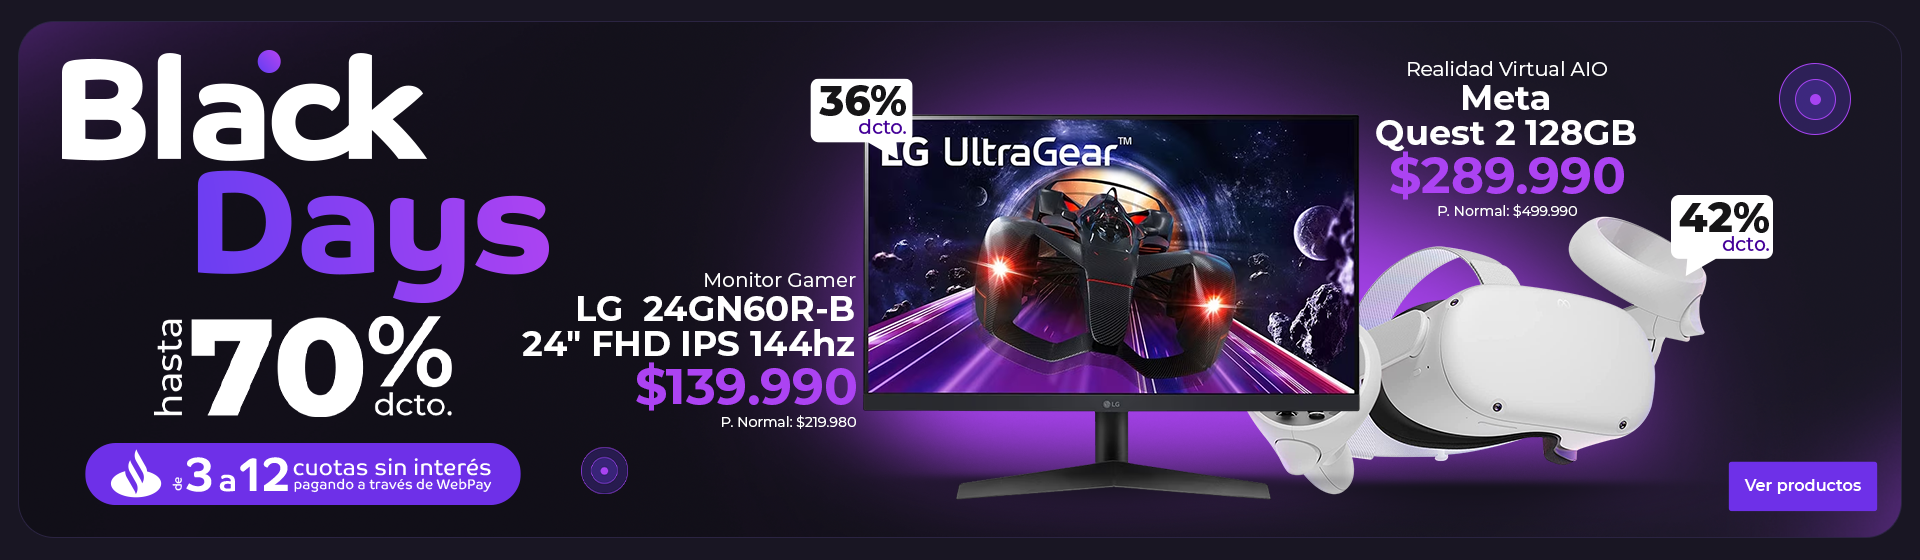 Black
Days
hasta
70%
dcto.
de 3 a 12 cuotas sin interés
pagando a través de WebPay
Monitor Gamer
LG 24GN60R-B
24" FHD IPS 144hz
$139.990
P. Normal: $219.980
36%
dcto.
LG UltraGear™
LG
Realidad Virtual AIO
Meta
Quest 2 128GB
$289.990
P. Normal: $499.990
42%
dcto.
Ver productos